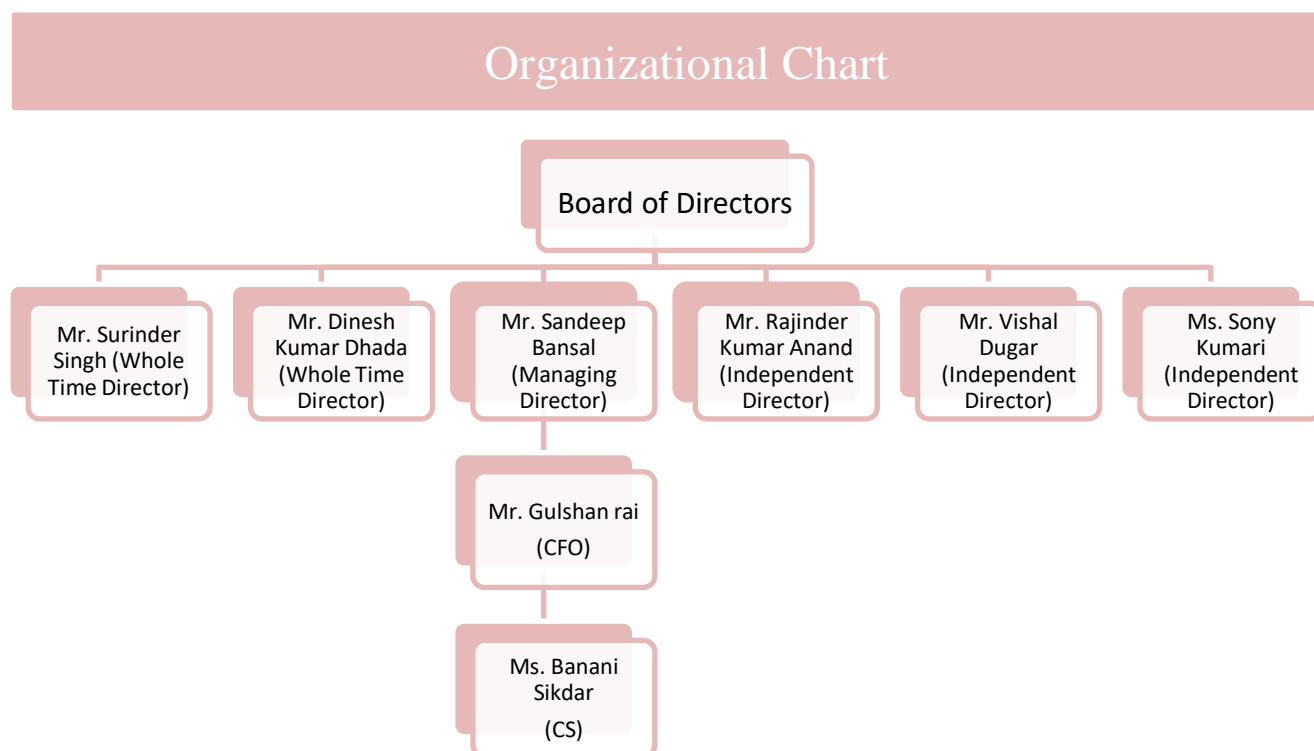 Organizational Chart
Board of Directors
Mr. Surinder
Singh (Whole
Time Director)
Mr. Dinesh
Kumar Dhada
(Whole Time
Director)
Mr. Sandeep
Bansal
(Managing
Director)
Mr. Rajinder
Kumar Anand
(Independent
Director)
Mr. Vishal
Dugar
(Independent
Director)
Ms. Sony
Kumari
(Independent
Director)
Mr. Gulshan rai
(CFO)
Ms. Banani
Sikdar
(CS)